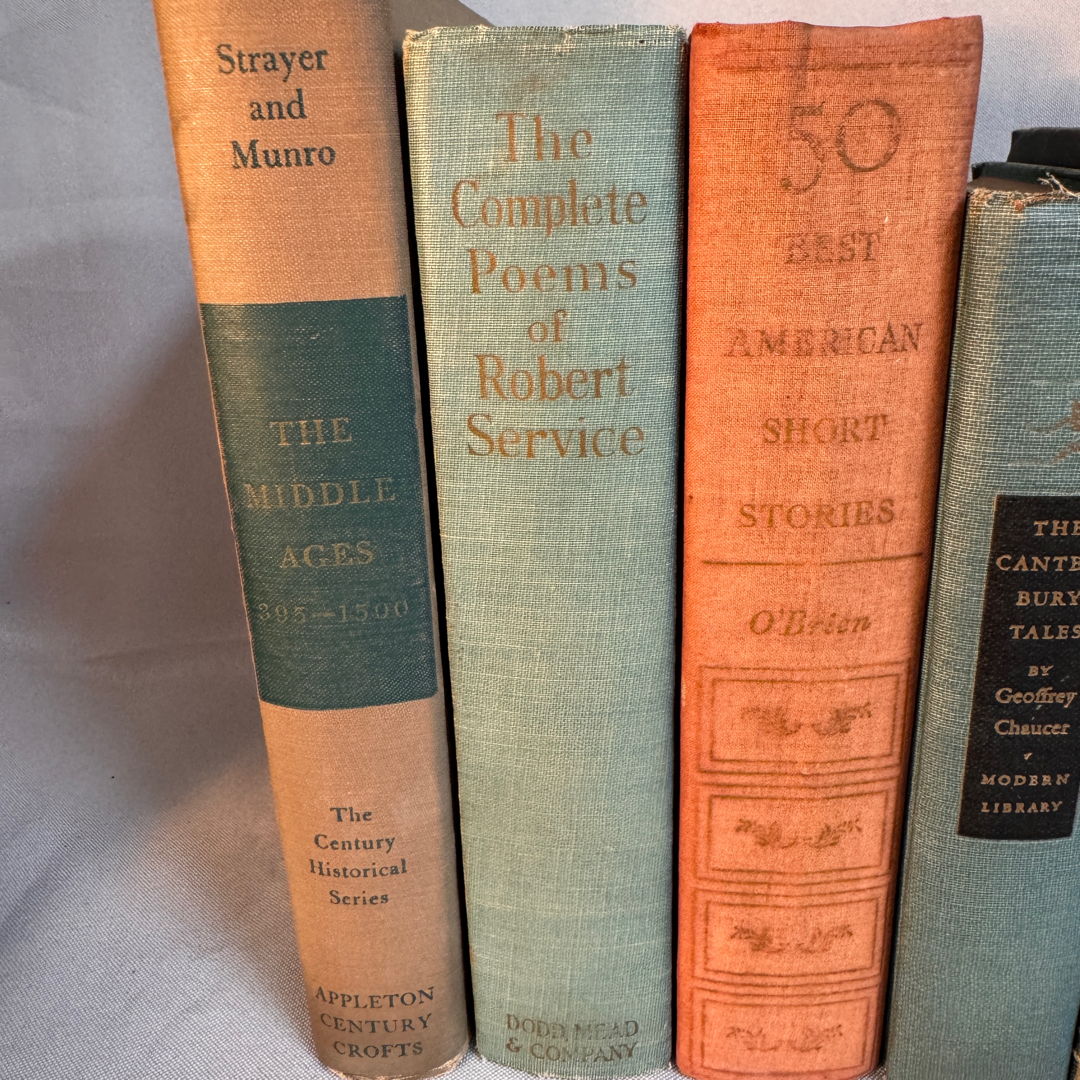 Strayer
and
Munro
THE
MIDDLE
AGES
395—1500
The
Century
Historical
Series
APPLETON
CENTURY
CROFTS
The
Complete
Poems
of
Robert
Service
DODD, MEAD
& COMPANY
50
BEST
AMERICAN
SHORT
STORIES
O'Brien
THE
CANTE
BURY
TALES
BY
Geoffrey
Chaucer
MODERN
LIBRARY